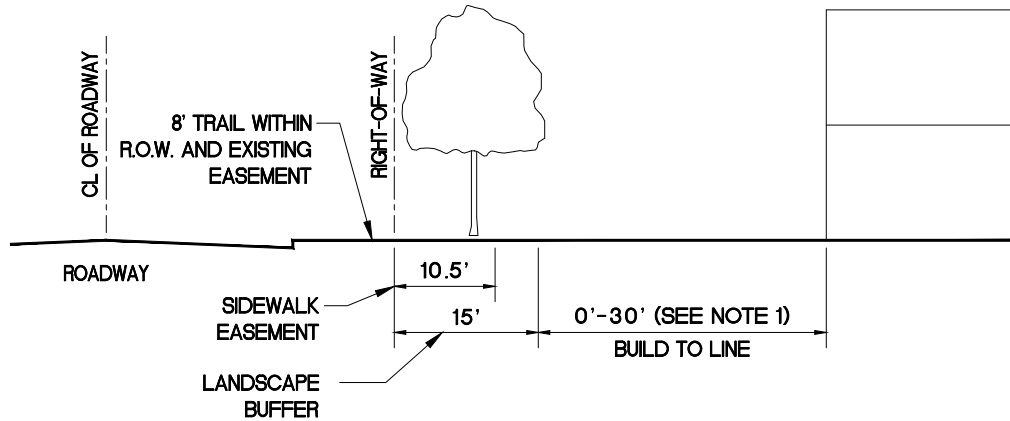 CL OF ROADWAY
8' TRAIL WITHIN
R.O.W. AND EXISTING
EASEMENT
RIGHT-OF-WAY
ROADWAY
10.5'
SIDEWALK
EASEMENT
15'
0'-30' (SEE NOTE 1)
BUILD TO LINE
LANDSCAPE
BUFFER